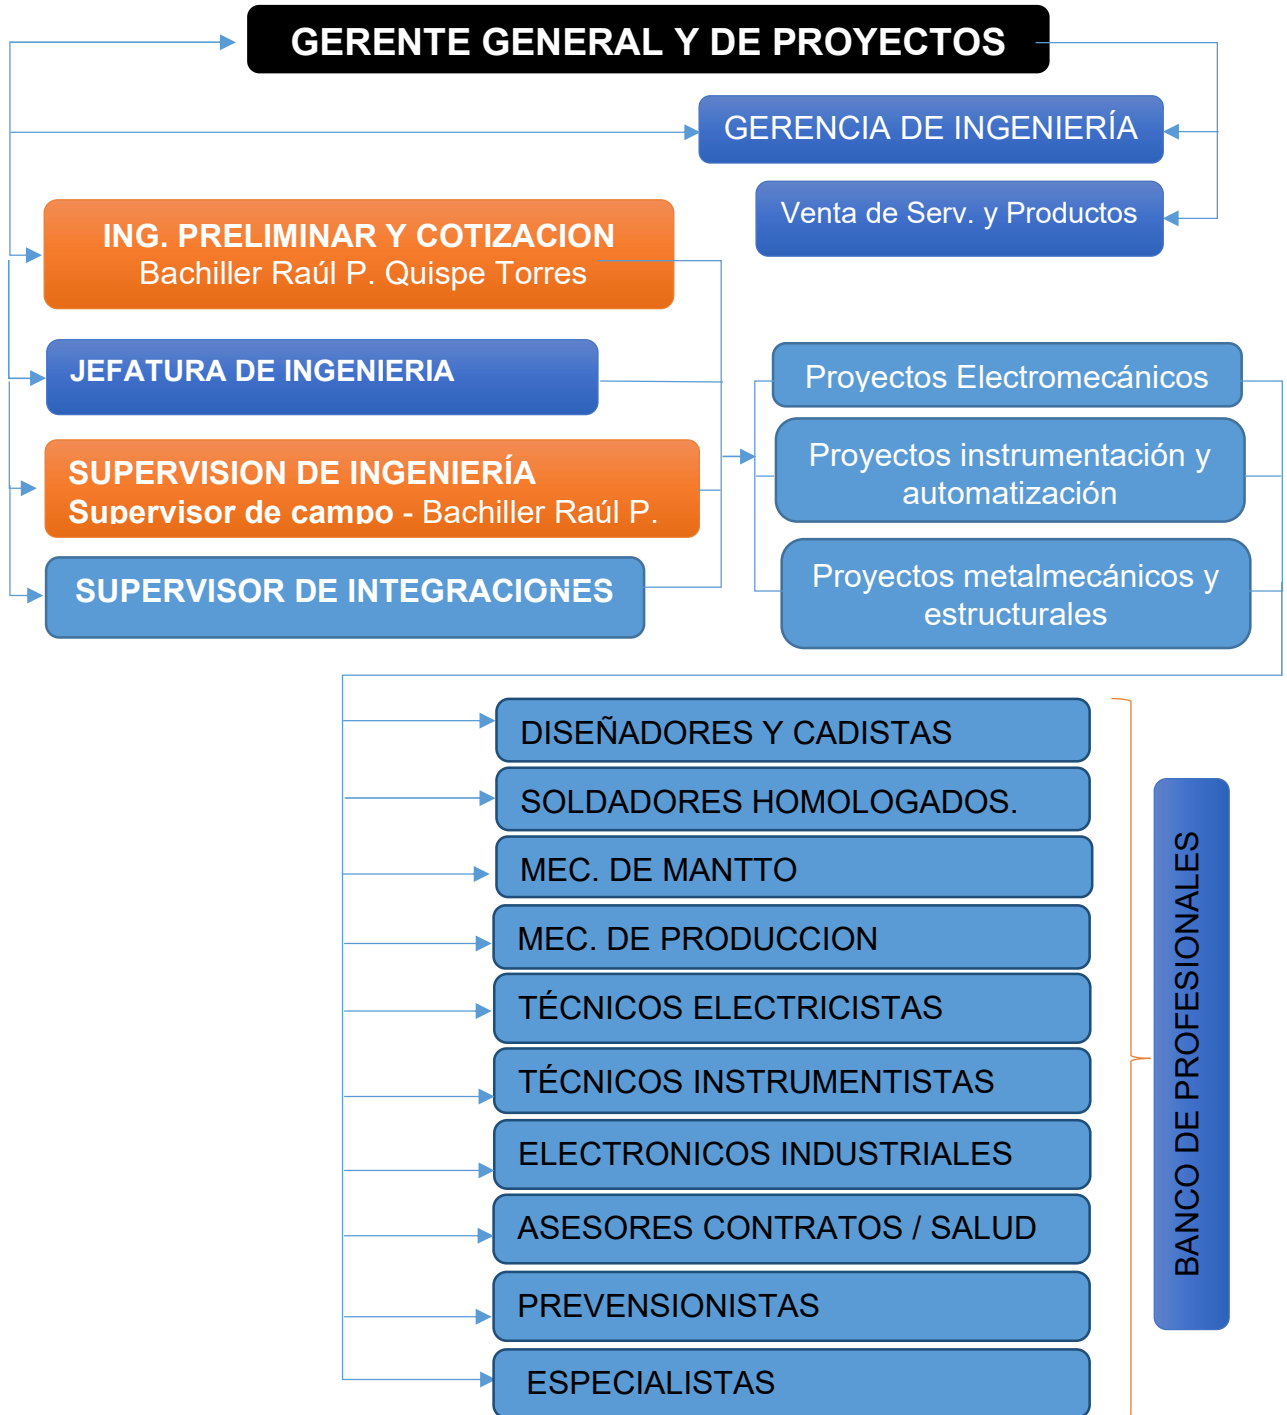 GERENTE GENERAL Y DE PROYECTOS
GERENCIA DE INGENIERÍA
Venta de Serv. y Productos
ING. PRELIMINAR Y COTIZACION
Bachiller Raúl P. Quispe Torres
JEFATURA DE INGENIERIA
SUPERVISION DE INGENIERÍA
Supervisor de campo - Bachiller Raúl P.
SUPERVISOR DE INTEGRACIONES
Proyectos Electromecánicos
Proyectos instrumentación y
automatización
Proyectos metalmecánicos y
estructurales
DISEÑADORES Y CADISTAS
SOLDADORES HOMOLOGADOS.
MEC. DE MANTTO
MEC. DE PRODUCCION
TÉCNICOS ELECTRICISTAS
TÉCNICOS INSTRUMENTISTAS
ELECTRONICOS INDUSTRIALES
ASESORES CONTRATOS / SALUD
PREVENSIONISTAS
ESPECIALISTAS
BANCO DE PROFESIONALES